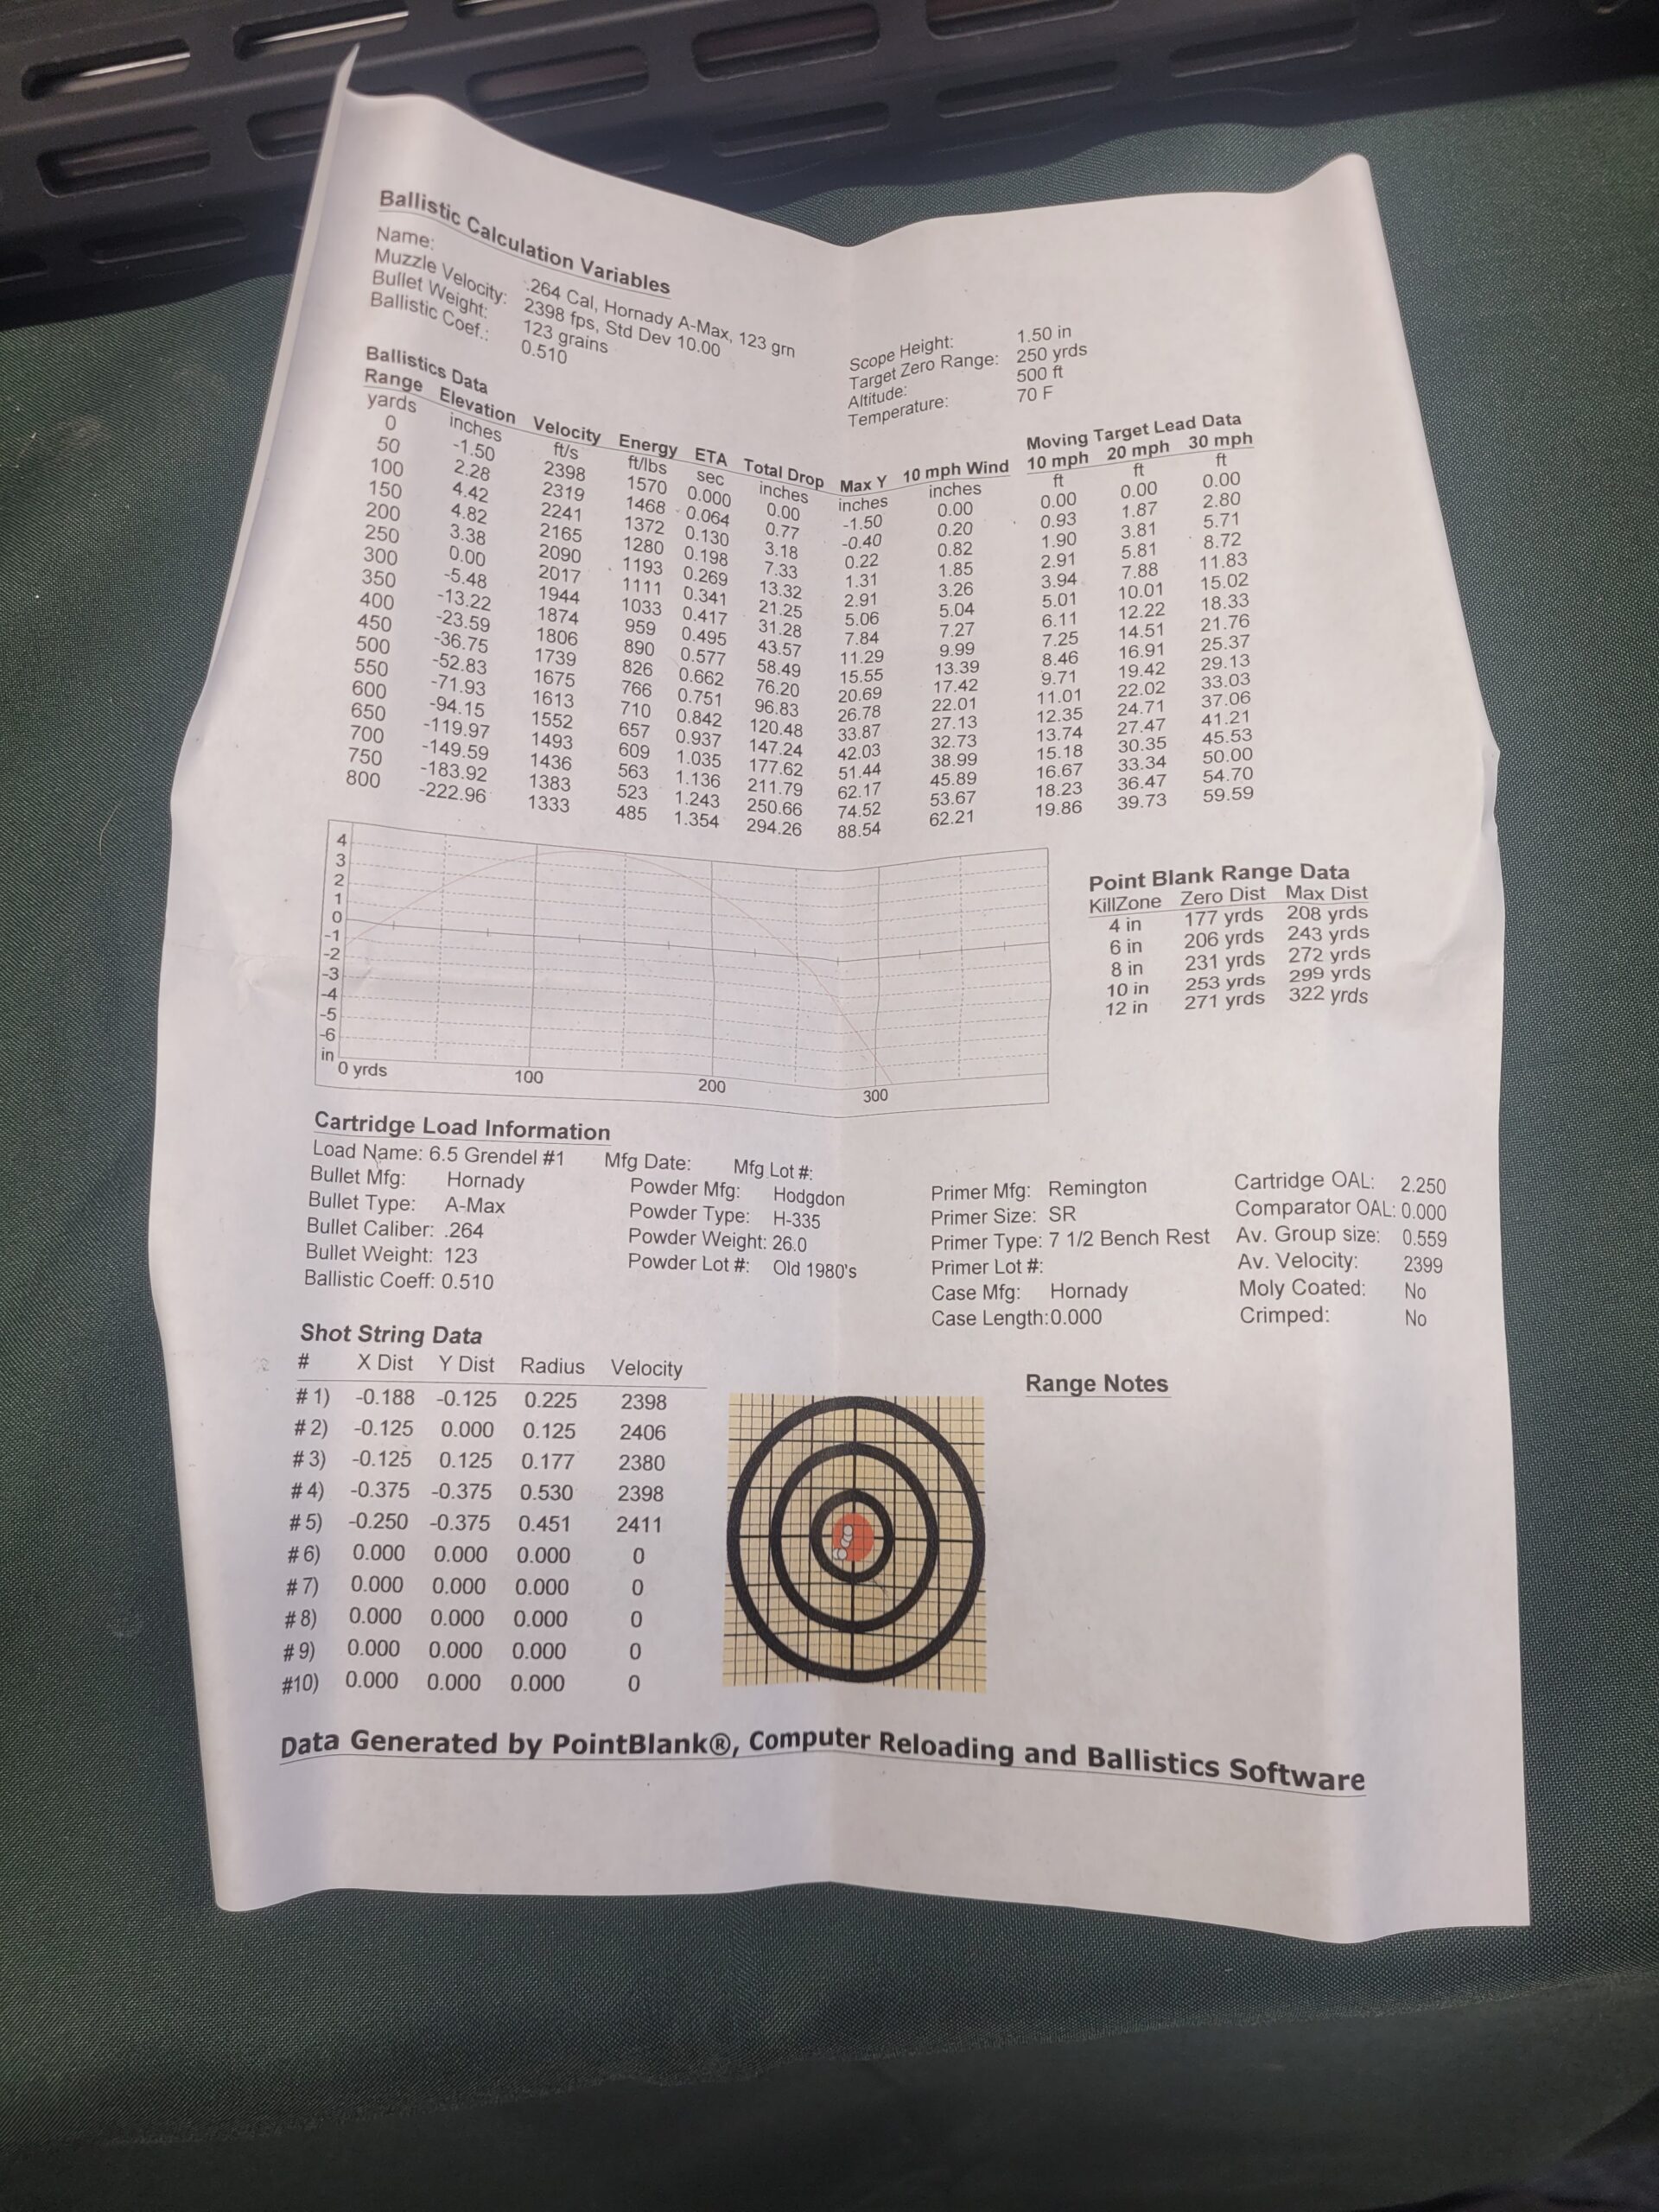 Ballistic Calculation Variables
Name: .264 Cal, Hornady A-Max, 123 grn
Muzzle Velocity: 2398 fps, Std Dev 10.00
Bullet Weight: 123 grains
Ballistic Coef.: 0.510
Scope Height: 1.50 in
Target Zero Range: 250 yrds
Altitude: 500 ft
Temperature: 70 F
Ballistics Data
Moving Target Lead Data
Range Elevation Velocity Energy ETA Total Drop Max Y 10 mph Wind 10 mph 20 mph 30 mph
yards inches ft/s ft/lbs sec inches inches inches ft ft ft
0 -1.50 2398 1570 0.000 0.00 -1.50 0.00 0.00 0.00 0.00
50 2.28 2319 1468 0.064 0.77 -0.40 0.20 0.93 1.87 2.80
100 4.42 2241 1372 0.130 3.18 0.22 0.82 1.90 3.81 5.71
150 4.82 2165 1280 0.198 7.33 1.31 1.85 2.91 5.81 8.72
200 3.38 2090 1193 0.269 13.32 2.91 3.26 3.94 7.88 11.83
250 0.00 2017 1111 0.341 21.25 5.06 5.04 5.01 10.01 15.02
300 -5.48 1944 1033 0.417 31.28 7.84 7.27 6.11 12.22 18.33
350 -13.22 1874 959 0.495 43.57 11.29 9.99 7.25 14.51 21.76
400 -23.59 1806 890 0.577 58.49 15.55 13.39 8.46 16.91 25.37
450 -36.75 1739 826 0.662 76.20 20.69 17.42 9.71 19.42 29.13
500 -52.83 1675 766 0.751 96.83 26.78 22.01 11.01 22.02 33.03
550 -71.93 1613 710 0.842 120.48 33.87 27.13 12.35 24.71 37.06
600 -94.15 1552 657 0.937 147.24 42.03 32.73 13.74 27.47 41.21
650 -119.97 1493 609 1.035 177.62 51.44 38.99 15.18 30.35 45.53
700 -149.59 1436 563 1.136 211.79 62.17 45.89 16.67 33.34 50.00
750 -183.92 1383 523 1.243 250.66 74.52 53.67 18.23 36.47 54.70
800 -222.96 1333 485 1.354 294.26 88.54 62.21 19.86 39.73 59.59
4
3
2
1
0
-1
-2
-3
-4
-5
-6
in
0 yrds 100 200 300
Point Blank Range Data
KillZone Zero Dist Max Dist
4 in 177 yrds 208 yrds
6 in 206 yrds 243 yrds
8 in 231 yrds 272 yrds
10 in 253 yrds 299 yrds
12 in 271 yrds 322 yrds
Cartridge Load Information
Load Name: 6.5 Grendel #1 Mfg Date: Mfg Lot #:
Bullet Mfg: Hornady Powder Mfg: Hodgdon Primer Mfg: Remington Cartridge OAL: 2.250
Bullet Type: A-Max Powder Type: H-335 Primer Size: SR Comparator OAL: 0.000
Bullet Caliber: .264 Powder Weight: 26.0 Primer Type: 7 1/2 Bench Rest Av. Group size: 0.559
Bullet Weight: 123 Powder Lot #: Old 1980's Primer Lot #: Av. Velocity: 2399
Ballistic Coeff: 0.510 Case Mfg: Hornady Moly Coated: No
Case Length:0.000 Crimped: No
Shot String Data
# X Dist Y Dist Radius Velocity
# 1) -0.188 -0.125 0.225 2398
# 2) -0.125 0.000 0.125 2406
# 3) -0.125 0.125 0.177 2380
# 4) -0.375 -0.375 0.530 2398
# 5) -0.250 -0.375 0.451 2411
# 6) 0.000 0.000 0.000 0
# 7) 0.000 0.000 0.000 0
# 8) 0.000 0.000 0.000 0
# 9) 0.000 0.000 0.000 0
#10) 0.000 0.000 0.000 0
Range Notes
Data Generated by PointBlank®, Computer Reloading and Ballistics Software